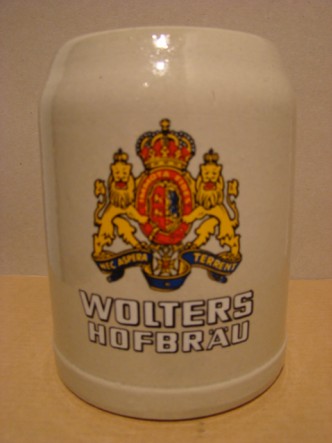 NEC ASPERA TERRENT
WOLTERS
HOFBRÄU